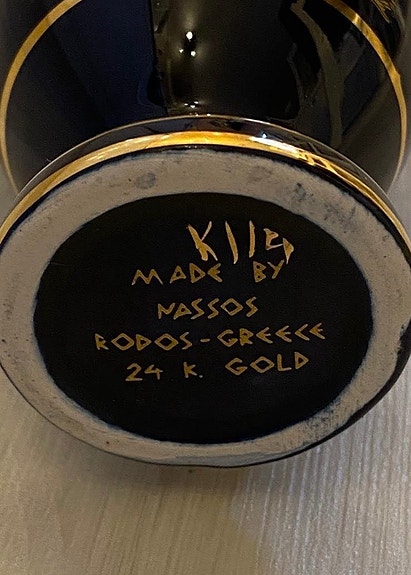 MADE BY
NASSOS
RODOS-GREECE
24 K. GOLD